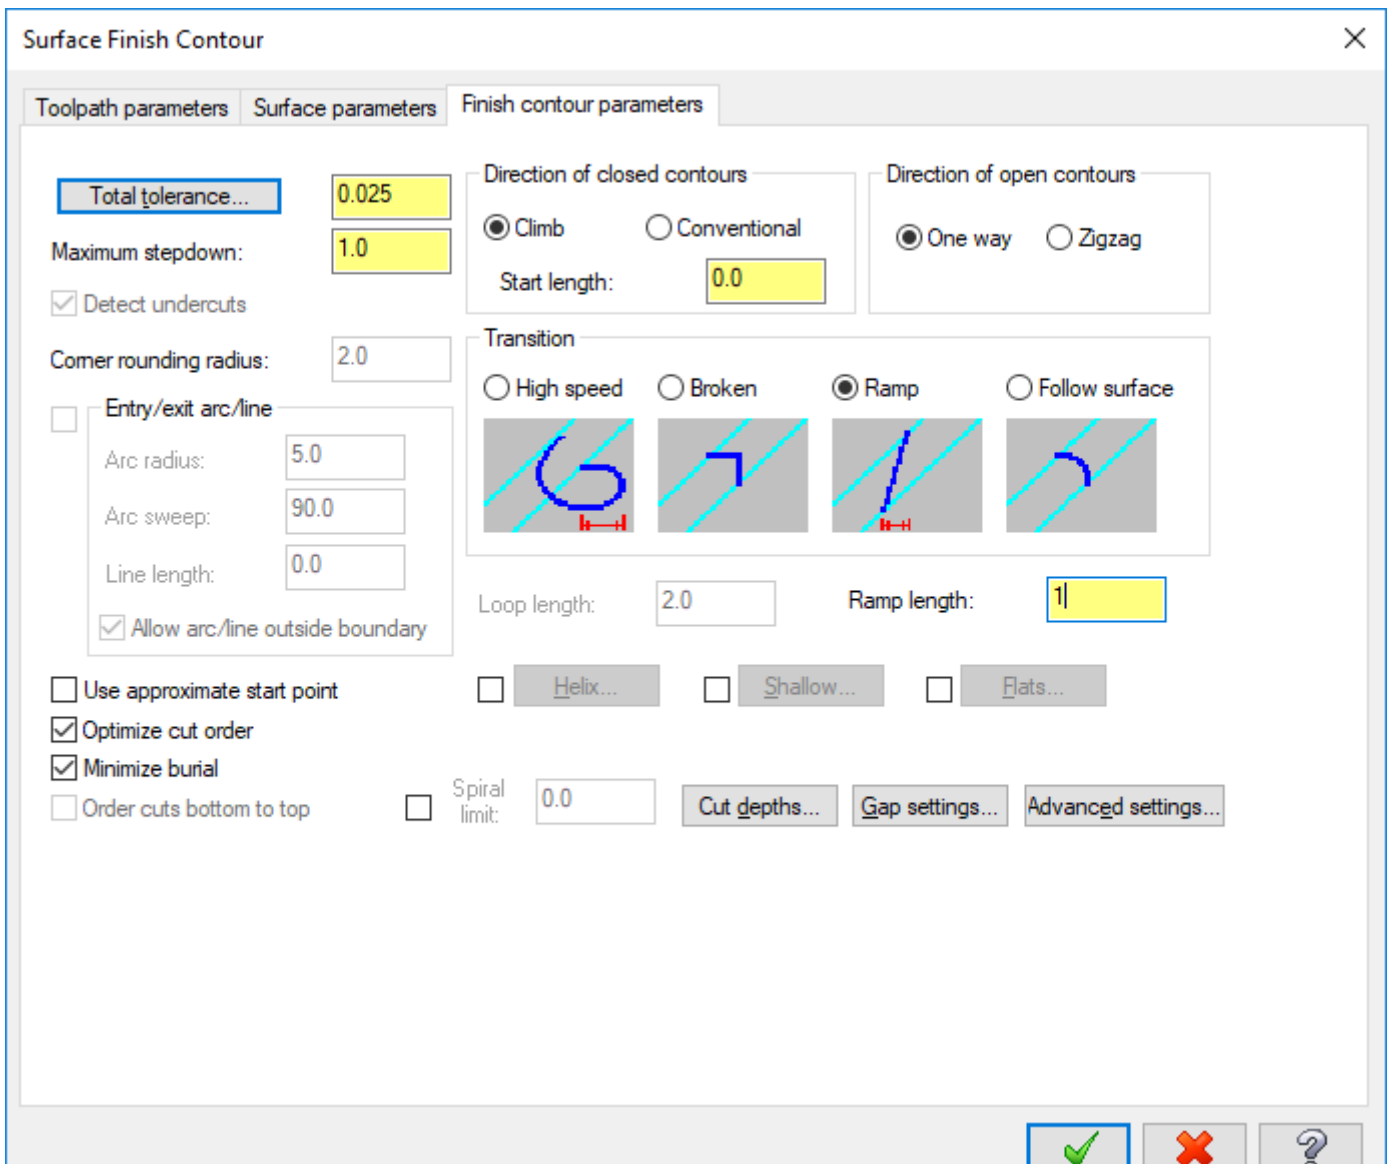 Surface Finish Contour
Toolpath parameters
Surface parameters
Finish contour parameters
Total tolerance...
0.025
Maximum stepdown:
1.0
Detect undercuts
Corner rounding radius:
2.0
Entry/exit arc/line
Arc radius:
5.0
Arc sweep:
90.0
Line length:
0.0
Allow arc/line outside boundary
Direction of closed contours
Climb
Conventional
Start length:
0.0
Direction of open contours
One way
Zigzag
Transition
High speed
Broken
Ramp
Follow surface
Loop length:
2.0
Ramp length:
1
Use approximate start point
Optimize cut order
Minimize burial
Order cuts bottom to top
Helix...
Shallow...
Flats...
Spiral
limit:
0.0
Cut depths...
Gap settings...
Advanced settings...